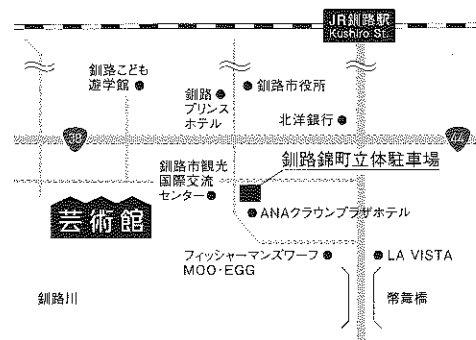 JR釧路駅
Kushiro St.
釧路こども
遊学館
釧路
プリンス
ホテル
釧路市役所
北洋銀行
38
44
釧路市観光
国際交流
センター
釧路錦町立体駐車場
芸術館
ANAクラウンプラザホテル
フィッシャーマンズワーフ
MOO・EGG
LA VISTA
釧路川
幣舞橋